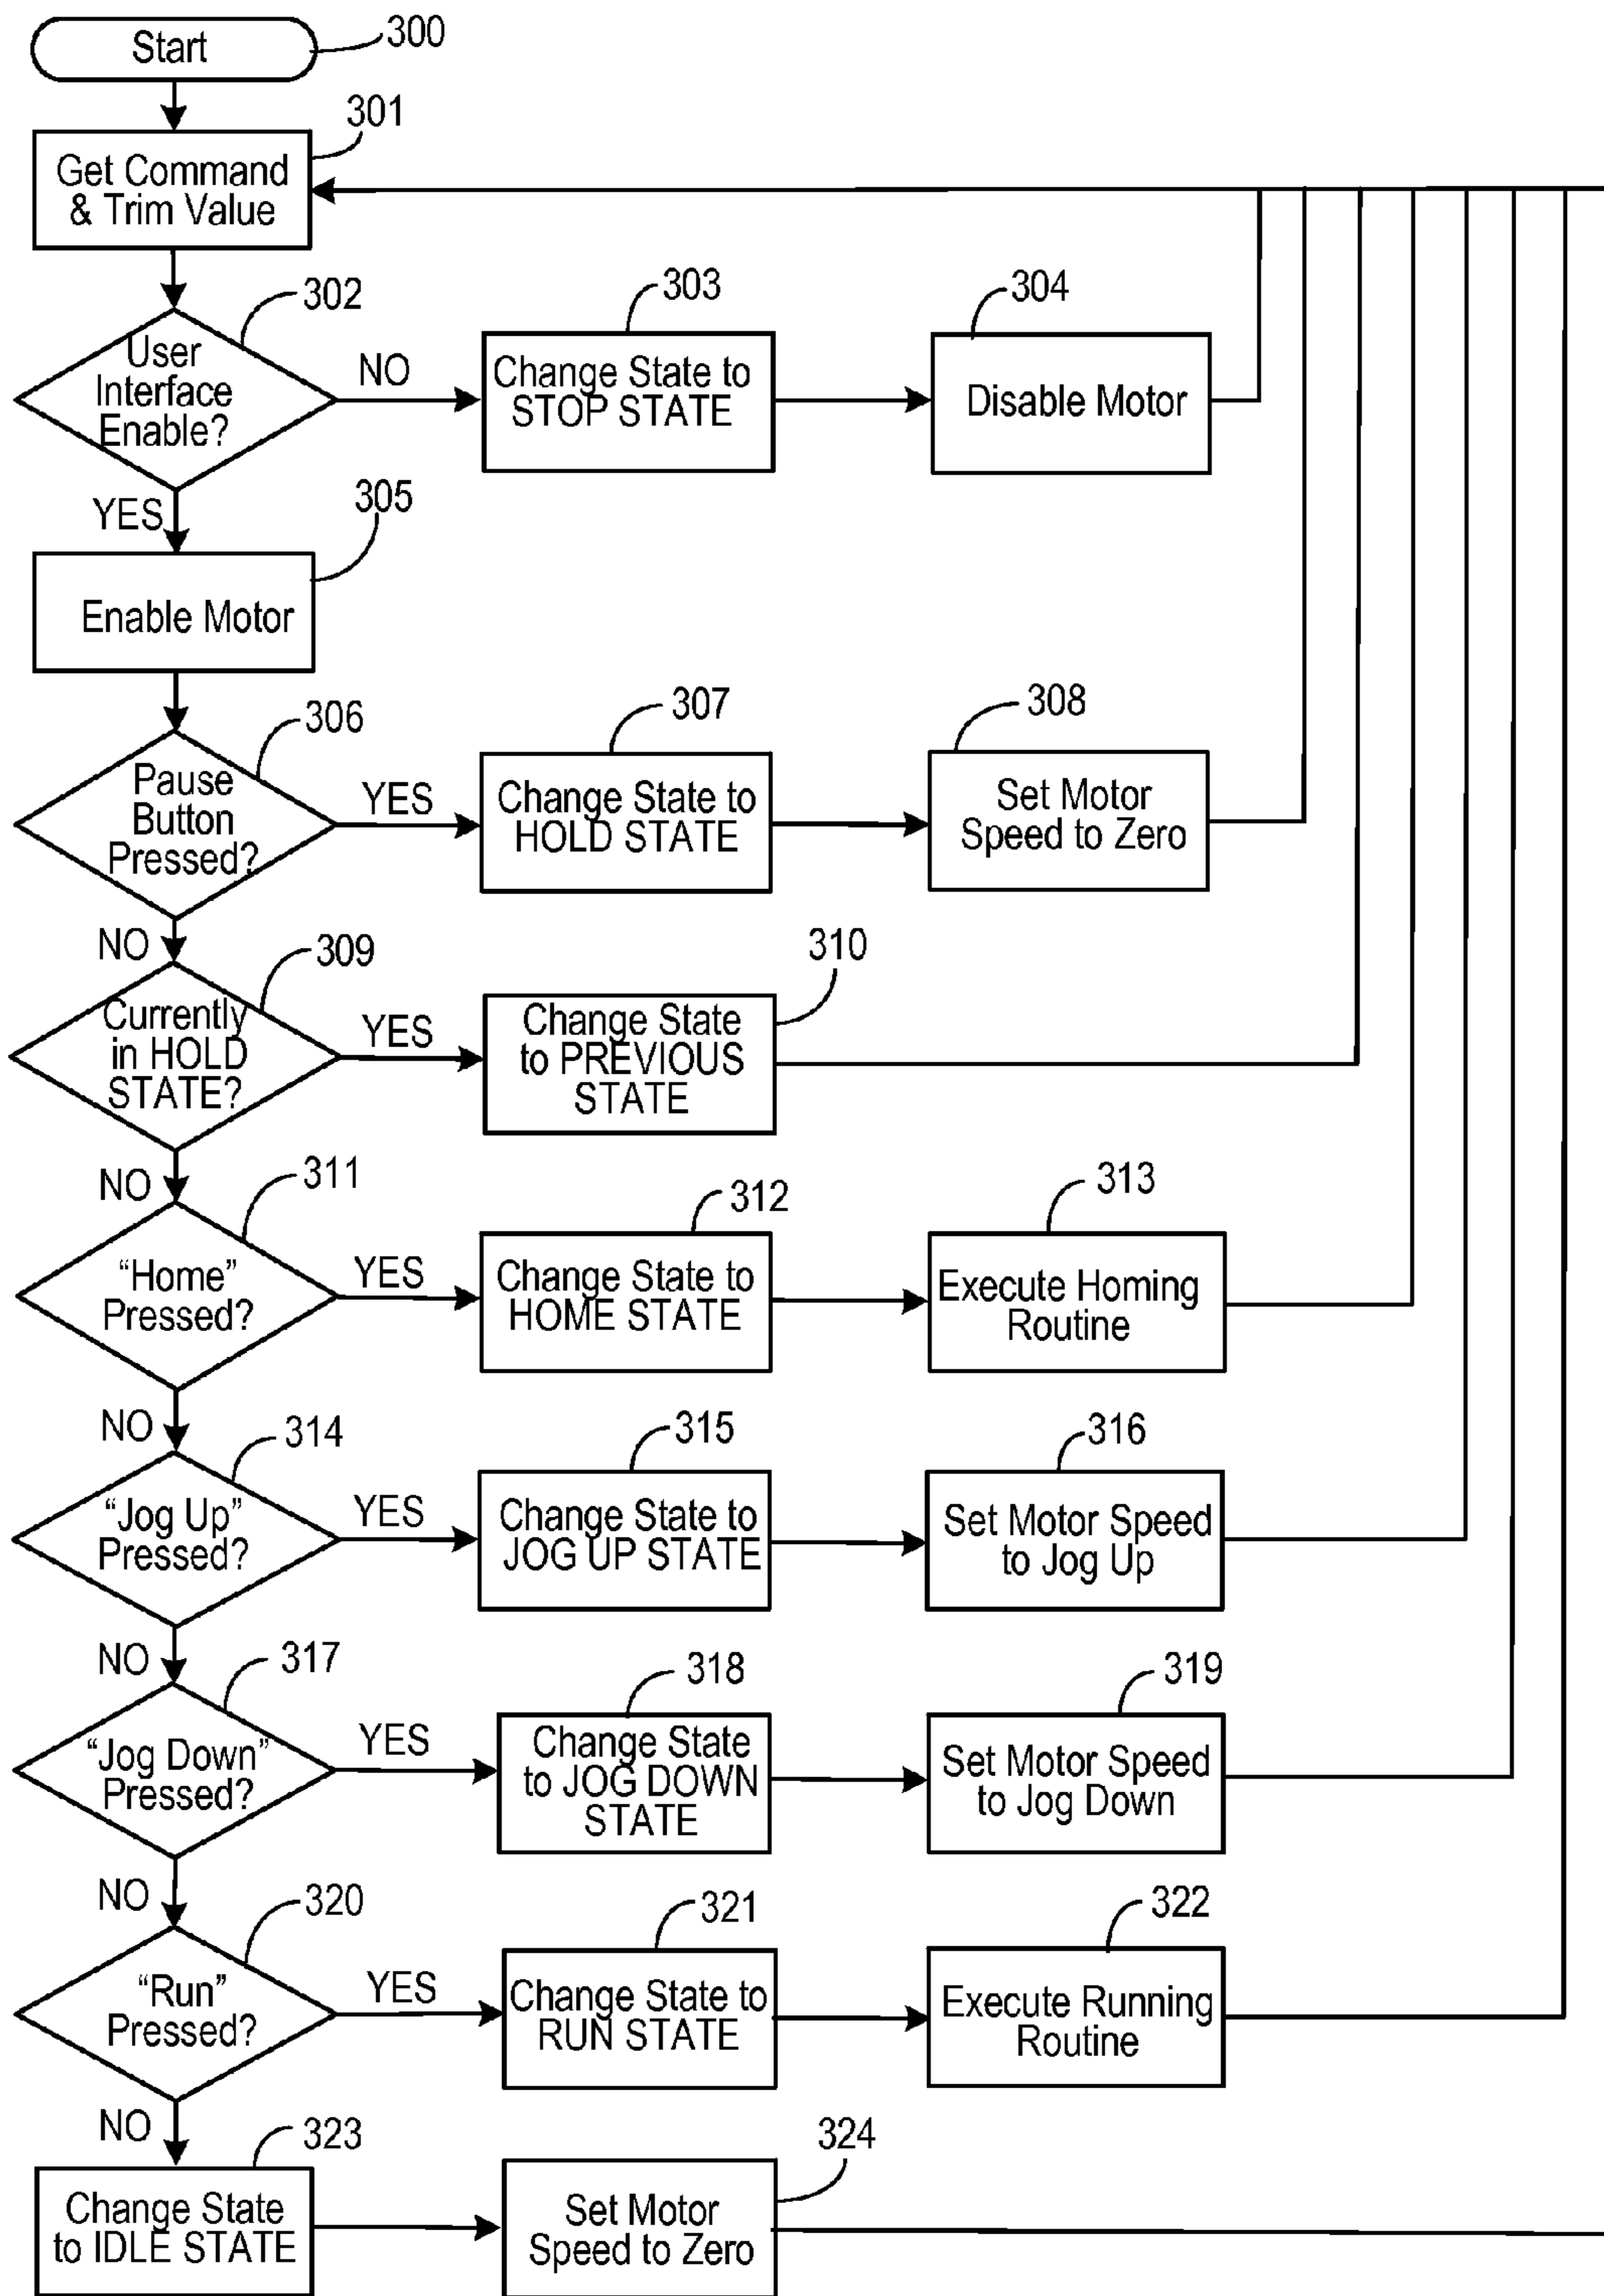 Start
300
301
Get Command
& Trim Value
302
User
Interface
Enable?
NO
303
Change State to
STOP STATE
304
Disable Motor
YES
305
Enable Motor
306
Pause
Button
Pressed?
YES
307
Change State to
HOLD STATE
308
Set Motor
Speed to Zero
NO
309
Currently
in HOLD
STATE?
YES
310
Change State
to PREVIOUS
STATE
NO
311
“Home”
Pressed?
YES
312
Change State to
HOME STATE
313
Execute Homing
Routine
NO
314
“Jog Up”
Pressed?
YES
315
Change State to
JOG UP STATE
316
Set Motor Speed
to Jog Up
NO
317
“Jog Down”
Pressed?
YES
318
Change State
to JOG DOWN
STATE
319
Set Motor Speed
to Jog Down
NO
320
“Run”
Pressed?
YES
321
Change State to
RUN STATE
322
Execute Running
Routine
NO
323
Change State
to IDLE STATE
324
Set Motor
Speed to Zero